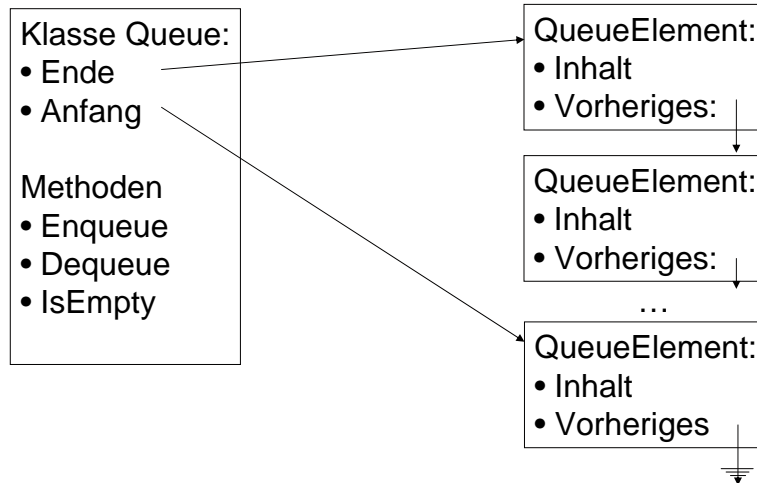 Klasse Queue:
• Ende
• Anfang
Methoden
• Enqueue
• Dequeue
• IsEmpty
QueueElement:
• Inhalt
• Vorheriges:
QueueElement:
• Inhalt
• Vorheriges:
…
QueueElement:
• Inhalt
• Vorheriges